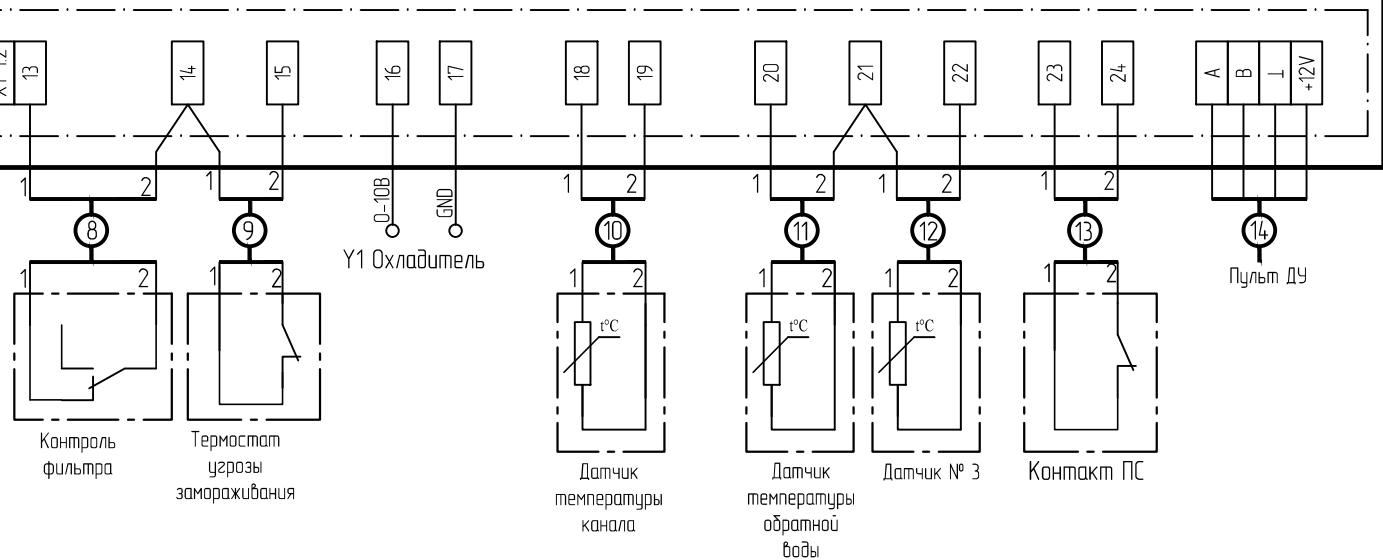 XT 1.2 13 14 15 16 17 18 19 20 21 22 23 24 A B ⊥ +12V
1 2 1 2 0-10В GND 1 2 1 2 1 2 1 2
8 9 10 11 12 13 14
Y1 Охладитель
Пульт ДУ
1 2 1 2 1 2 1 2 1 2 1 2
t°C t°C t°C
Контроль
фильтра
Термостат
угрозы
замораживания
Датчик
температуры
канала
Датчик
температуры
обратной
воды
Датчик № 3
Контакт ПС